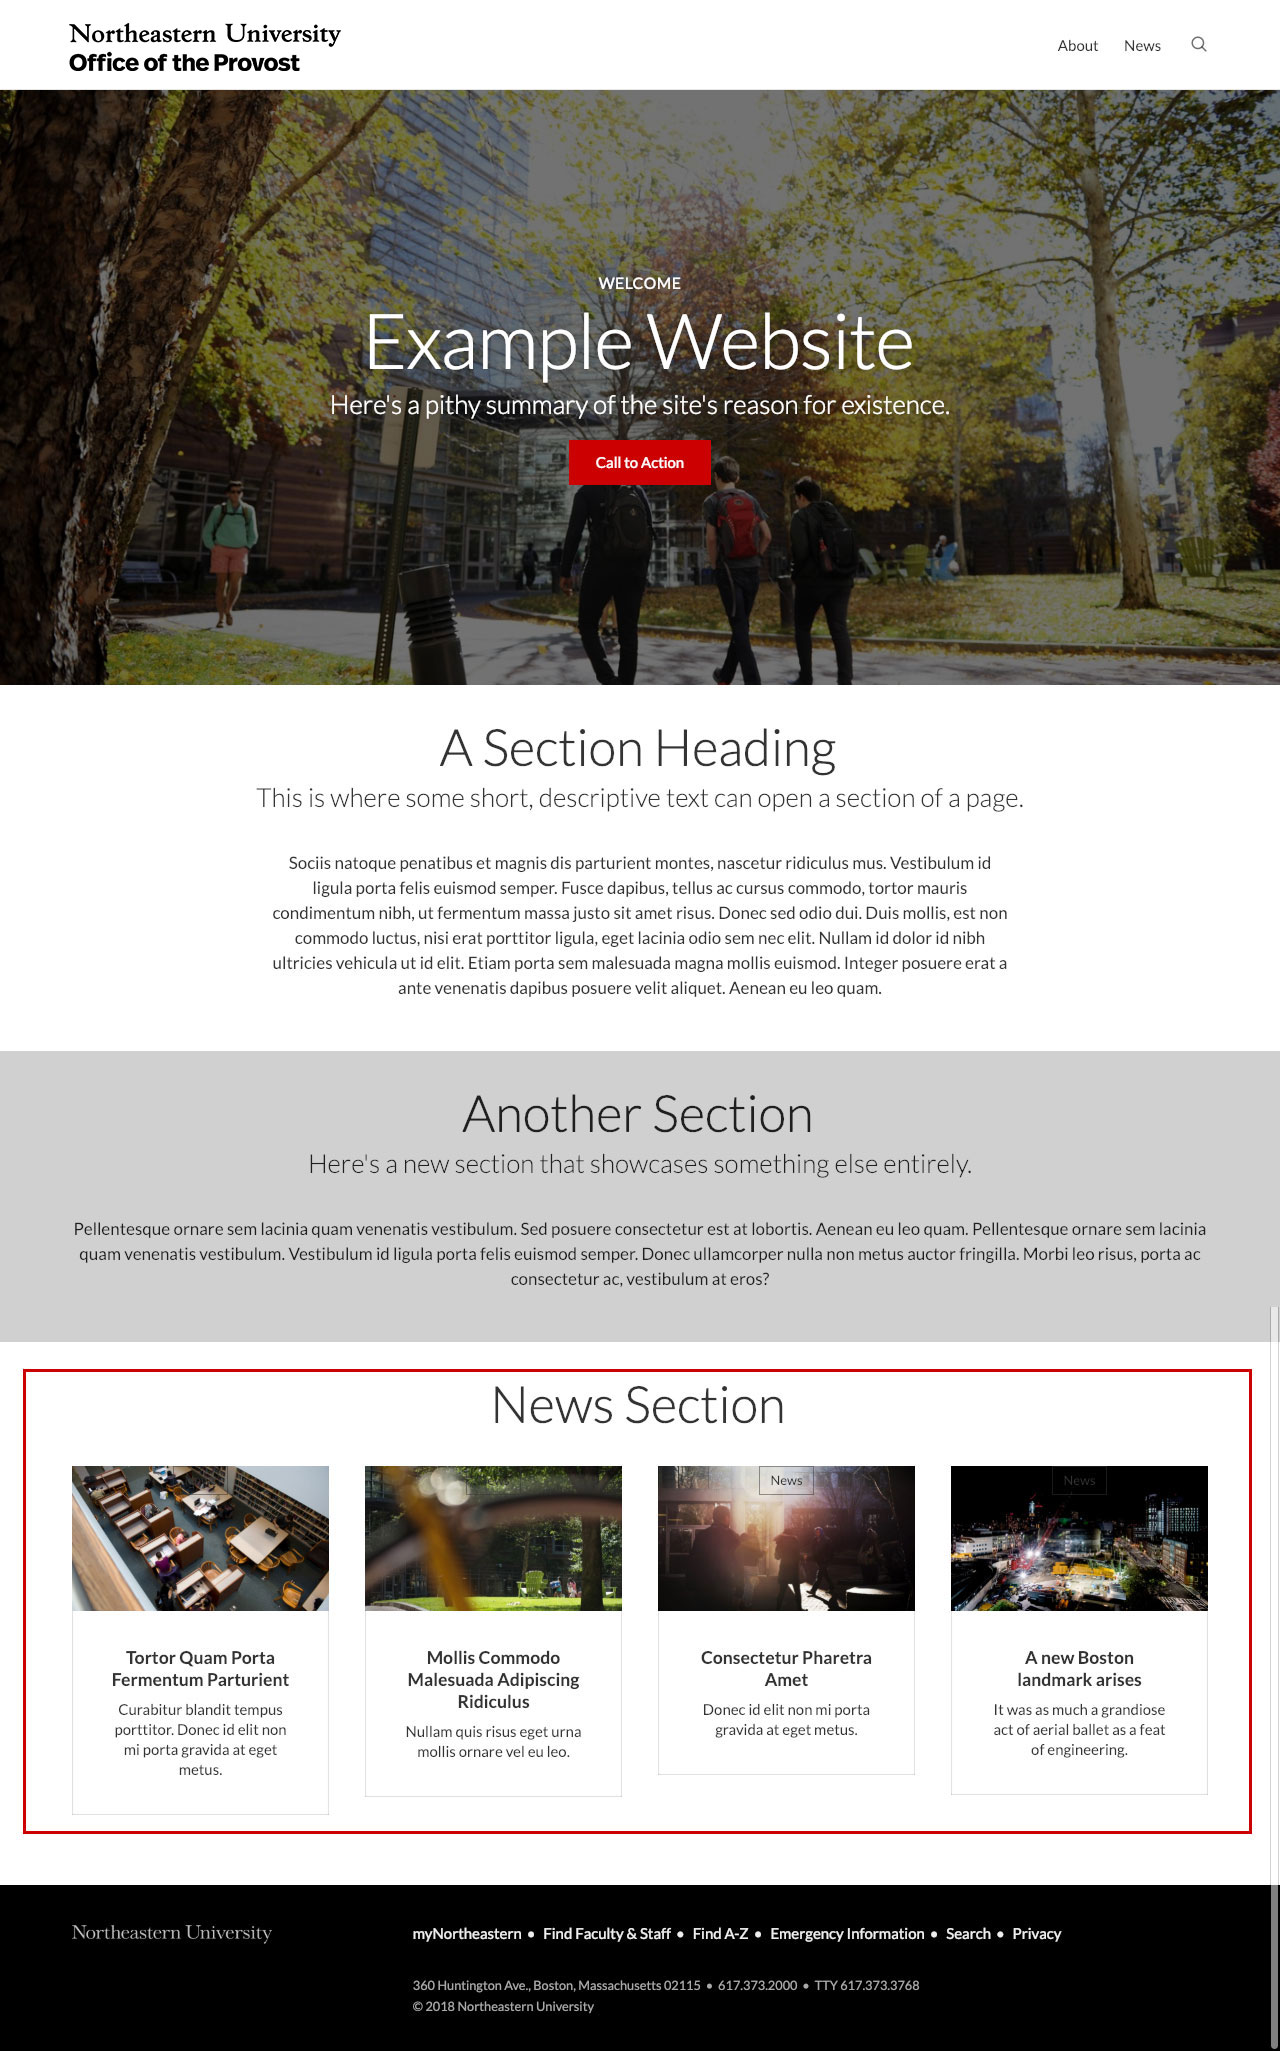 Northeastern University
Office of the Provost
About News
WELCOME
Example Website
Here's a pithy summary of the site's reason for existence.
Call to Action
A Section Heading
This is where some short, descriptive text can open a section of a page.
Sociis natoque penatibus et magnis dis parturient montes, nascetur ridiculus mus. Vestibulum id
ligula porta felis euismod semper. Fusce dapibus, tellus ac cursus commodo, tortor mauris
condimentum nibh, ut fermentum massa justo sit amet risus. Donec sed odio dui. Duis mollis, est non
commodo luctus, nisi erat porttitor ligula, eget lacinia odio sem nec elit. Nullam id dolor id nibh
ultricies vehicula ut id elit. Etiam porta sem malesuada magna mollis euismod. Integer posuere erat a
ante venenatis dapibus posuere velit aliquet. Aenean eu leo quam.
Another Section
Here's a new section that showcases something else entirely.
Pellentesque ornare sem lacinia quam venenatis vestibulum. Sed posuere consectetur est at lobortis. Aenean eu leo quam. Pellentesque ornare sem lacinia
quam venenatis vestibulum. Vestibulum id ligula porta felis euismod semper. Donec ullamcorper nulla non metus auctor fringilla. Morbi leo risus, porta ac
consectetur ac, vestibulum at eros?
News Section
Tortor Quam Porta
Fermentum Parturient
Curabitur blandit tempus
porttitor. Donec id elit non
mi porta gravida at eget
metus.
Mollis Commodo
Malesuada Adipiscing
Ridiculus
Nullam quis risus eget urna
mollis ornare vel eu leo.
News
Consectetur Pharetra
Amet
Donec id elit non mi porta
gravida at eget metus.
News
A new Boston
landmark arises
It was as much a grandiose
act of aerial ballet as a feat
of engineering.
Northeastern University
myNortheastern • Find Faculty & Staff • Find A-Z • Emergency Information • Search • Privacy
360 Huntington Ave., Boston, Massachusetts 02115 • 617.373.2000 • TTY 617.373.3768
© 2018 Northeastern University